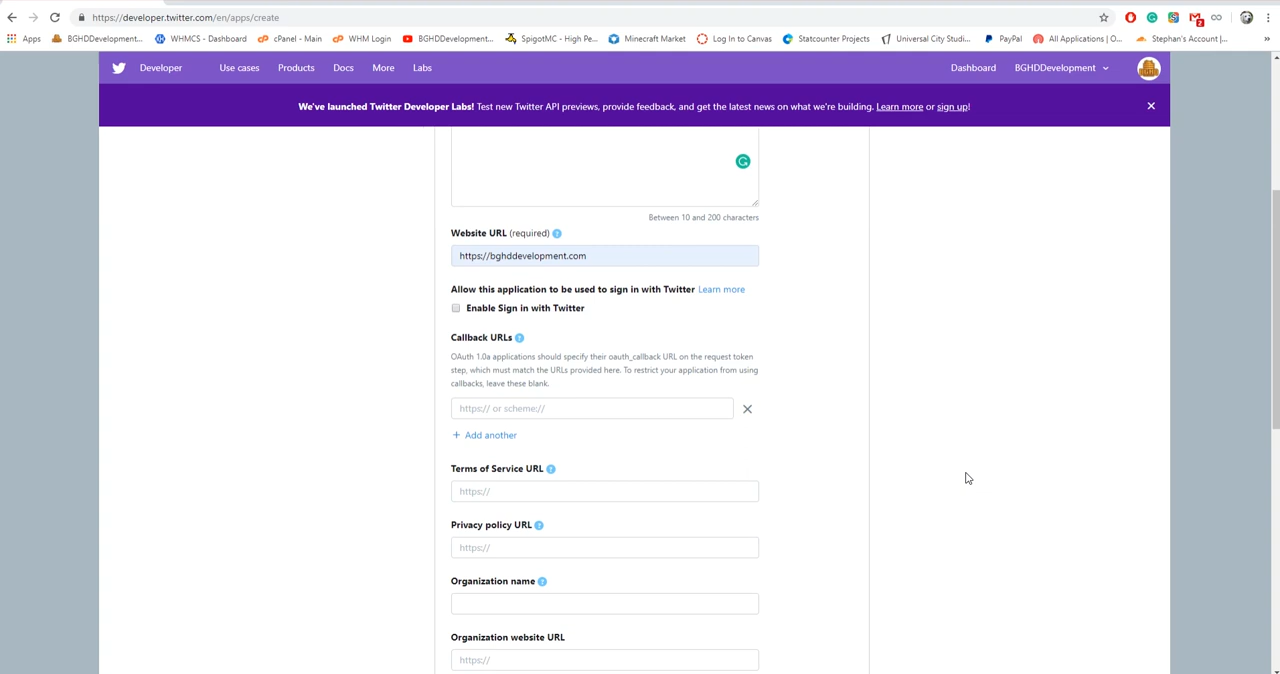 https://developer.twitter.com/en/apps/create
2
Apps BGHDDevelopment... WHMCS - Dashboard cPanel - Main WHM Login BGHDDevelopment... SpigotMC - High Pe... Minecraft Market Log In to Canvas Statcounter Projects Universal City Studi... PayPal All Applications | O... Stephan's Account |... »
Developer Use cases Products Docs More Labs Dashboard BGHDDevelopment
We've launched Twitter Developer Labs! Test new Twitter API previews, provide feedback, and get the latest news on what we're building. Learn more or sign up!
Between 10 and 200 characters
Website URL (required) ?
https://bghddevelopment.com
Allow this application to be used to sign in with Twitter Learn more
Enable Sign in with Twitter
Callback URLs ?
OAuth 1.0a applications should specify their oauth_callback URL on the request token
step, which must match the URLs provided here. To restrict your application from using
callbacks, leave these blank.
https:// or scheme://
+ Add another
Terms of Service URL ?
https://
Privacy policy URL ?
https://
Organization name ?
Organization website URL
https://